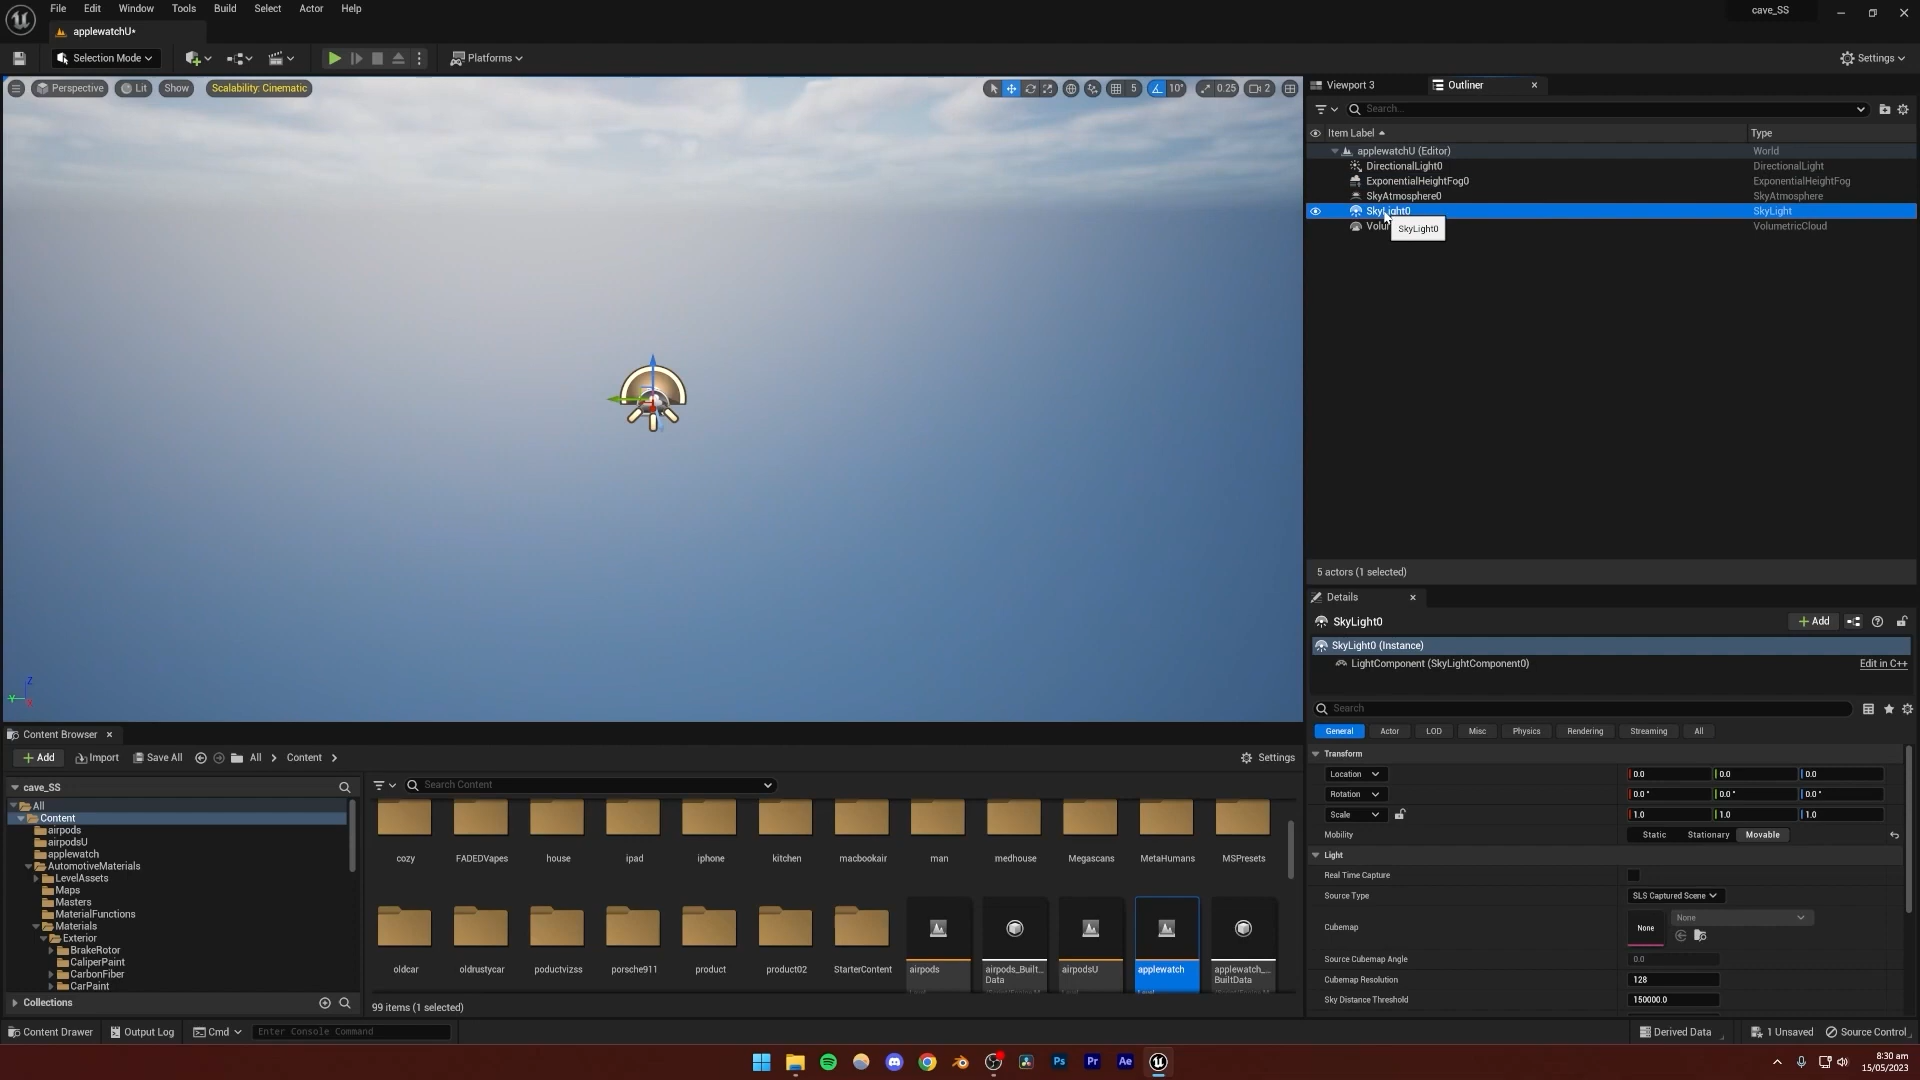 File Edit Window Tools Build Select Actor Help
cave_SS
applewatchU*
Selection Mode
Platforms
Settings
Perspective Lit Show Scalability: Cinematic
5 10° 0.25 2
Viewport 3 Outliner
Search...
Item Label Type
applewatchU (Editor) World
DirectionalLight0 DirectionalLight
ExponentialHeightFog0 ExponentialHeightFog
SkyAtmosphere0 SkyAtmosphere
SkyLight0 SkyLight
SkyLight0
Volu VolumetricCloud
5 actors (1 selected)
Details
SkyLight0
Add
SkyLight0 (Instance)
LightComponent (SkyLightComponent0) Edit in C++
Search
General Actor LOD Misc Physics Rendering Streaming All
Transform
Location 0.0 0.0 0.0
Rotation 0.0 ° 0.0 ° 0.0 °
Scale 1.0 1.0 1.0
Mobility Static Stationary Movable
Light
Real Time Capture
Source Type SLS Captured Scene
Cubemap None None
Source Cubemap Angle 0.0
Cubemap Resolution 128
Sky Distance Threshold 150000.0
Z
Y
X
Content Browser
Add Import Save All All Content Settings
cave_SS
Search Content
All
Content
airpods
airpodsU
applewatch
AutomotiveMaterials
LevelAssets
Maps
Masters
MaterialFunctions
Materials
Exterior
BrakeRotor
CaliperPaint
CarbonFiber
CarPaint
Collections
cozy FADEDVapes house ipad iphone kitchen macbookair man medhouse Megascans MetaHumans MSPresets
oldcar oldrustycar poductvizss porsche911 product product02 StarterContent airpods airpods_Built... Data airpodsU applewatch applewatch_... BuiltData
99 items (1 selected)
Content Drawer Output Log Cmd Enter Console Command
Derived Data 1 Unsaved Source Control
Ps Pr Ae
8:30 am
15/05/2023